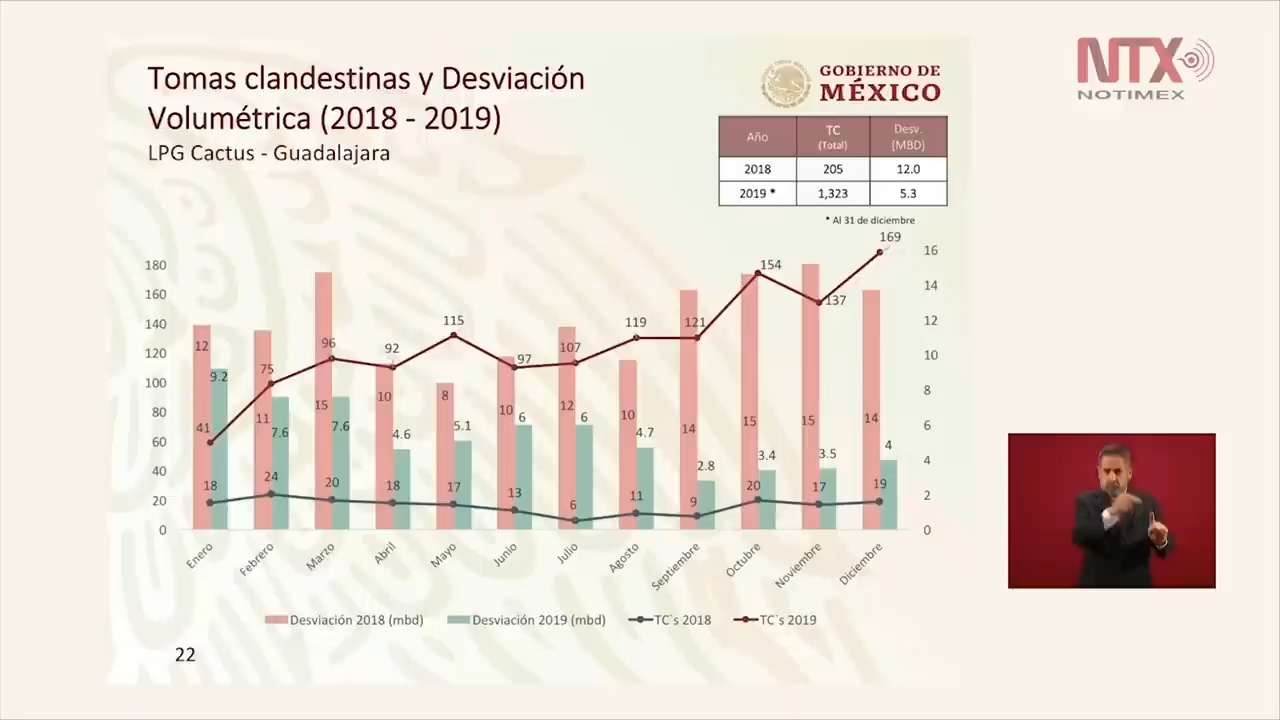 Tomas clandestinas y Desviación
Volumétrica (2018 - 2019)
LPG Cactus - Guadalajara
GOBIERNO DE
MÉXICO
NTX
NOTIMEX
Año TC (Total) Desv. (MBD)
2018 205 12.0
2019 * 1,323 5.3
* Al 31 de diciembre
180
160
140
120
100
80
60
40
20
0
16
14
12
10
8
6
4
2
0
41 75 96 92 115 97 107 119 121 154 137 169
12 11 15 10 8 10 12 10 14 15 15 14
9.2 7.6 7.6 4.6 5.1 6 6 4.7 2.8 3.4 3.5 4
18 24 20 18 17 13 6 11 9 20 17 19
Enero Febrero Marzo Abril Mayo Junio Julio Agosto Septiembre Octubre Noviembre Diciembre
Desviación 2018 (mbd) Desviación 2019 (mbd) TC`s 2018 TC`s 2019
22